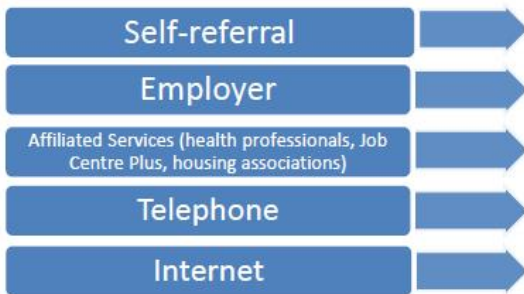 Self-referral
Employer
Affiliated Services (health professionals, Job
Centre Plus, housing associations)
Telephone
Internet